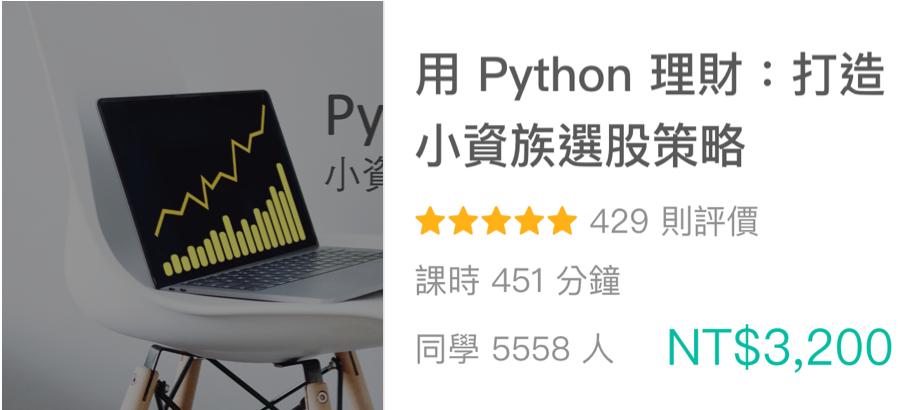 用 Python 理財：打造
小資族選股策略
429 則評價
課時 451 分鐘
同學 5558 人
NT$3,200
Py
小資